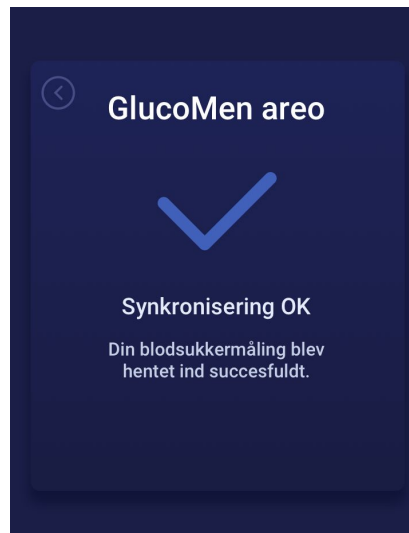 GlucoMen areo
Synkronisering OK
Din blodsukkermåling blev
hentet ind succesfuldt.